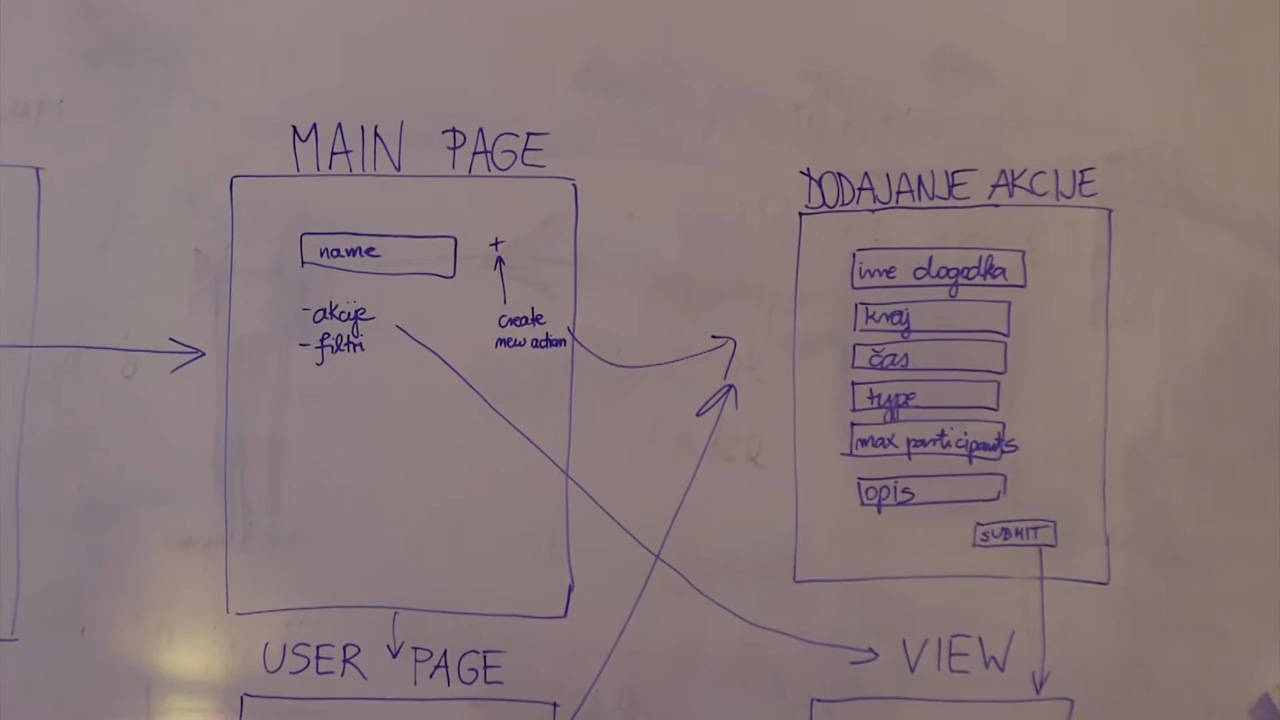 MAIN PAGE
name
+
-akcije
-filtri
create
new action
DODAJANJE AKCIJE
ime dogodka
kraj
čas
type
max participants
opis
SUBMIT
USER PAGE
VIEW